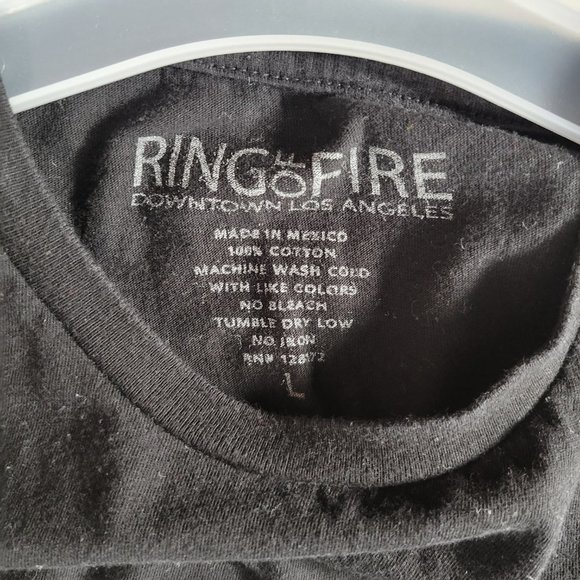 RING OF FIRE
DOWNTOWN LOS ANGELES
MADE IN MEXICO
100% COTTON
MACHINE WASH COLD
WITH LIKE COLORS
NO BLEACH
TUMBLE DRY LOW
NO IRON
RN# 128172
L